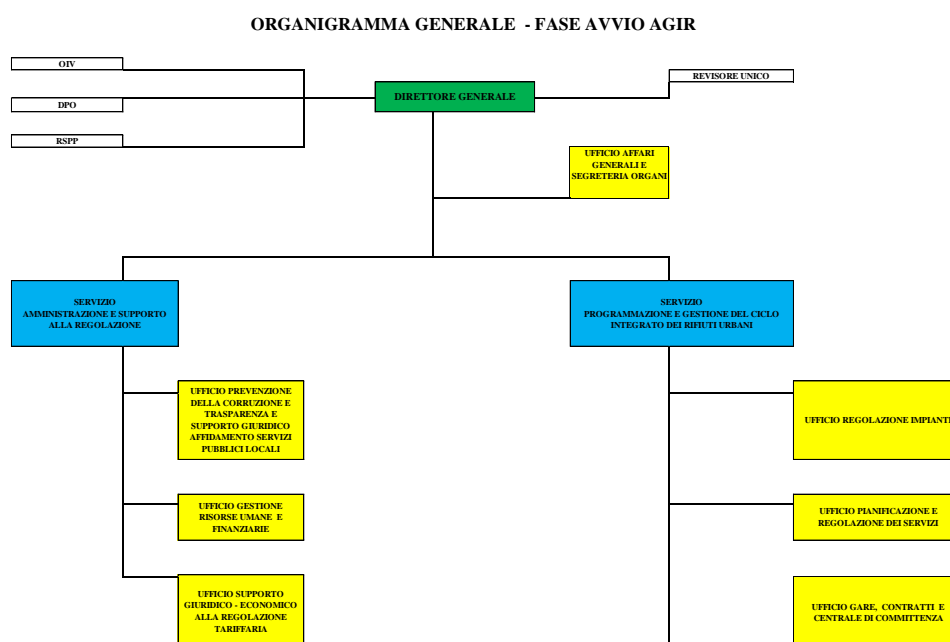 ORGANIGRAMMA GENERALE - FASE AVVIO AGIR
OIV
REVISORE UNICO
DIRETTORE GENERALE
DPO
RSPP
UFFICIO AFFARI
GENERALI E
SEGRETERIA ORGANI
SERVIZIO
AMMINISTRAZIONE E SUPPORTO
ALLA REGOLAZIONE
SERVIZIO
PROGRAMMAZIONE E GESTIONE DEL CICLO
INTEGRATO DEI RIFIUTI URBANI
UFFICIO PREVENZIONE
DELLA CORRUZIONE E
TRASPARENZA E
SUPPORTO GIURIDICO
AFFIDAMENTO SERVIZI
PUBBLICI LOCALI
UFFICIO REGOLAZIONE IMPIANTI
UFFICIO GESTIONE
RISORSE UMANE E
FINANZIARIE
UFFICIO PIANIFICAZIONE E
REGOLAZIONE DEI SERVIZI
UFFICIO SUPPORTO
GIURIDICO - ECONOMICO
ALLA REGOLAZIONE
TARIFFARIA
UFFICIO GARE, CONTRATTI E
CENTRALE DI COMMITTENZA